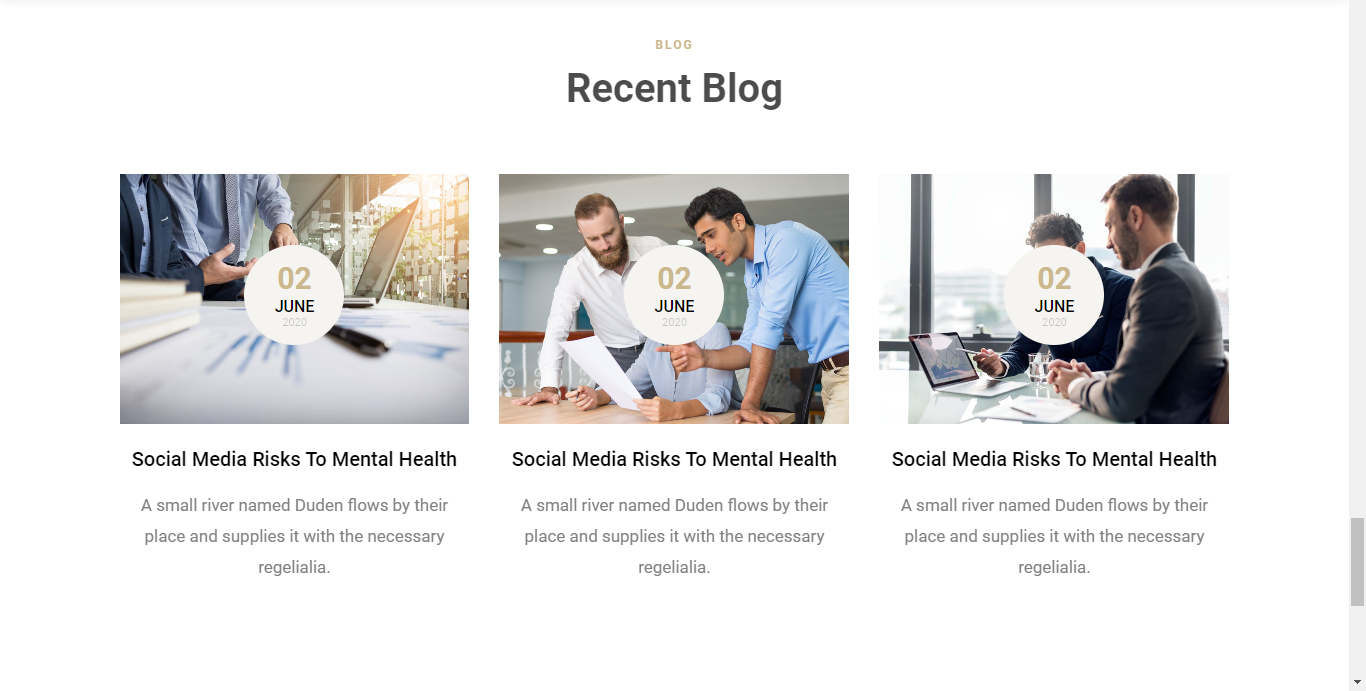 BLOG
Recent Blog
02
JUNE
2020
02
JUNE
2020
02
JUNE
2020
Social Media Risks To Mental Health
Social Media Risks To Mental Health
Social Media Risks To Mental Health
A small river named Duden flows by their
place and supplies it with the necessary
regelialia.
A small river named Duden flows by their
place and supplies it with the necessary
regelialia.
A small river named Duden flows by their
place and supplies it with the necessary
regelialia.